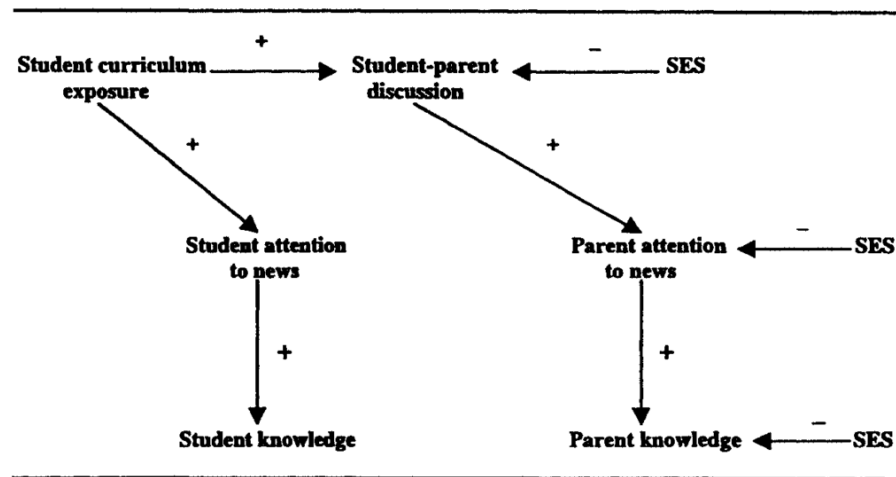 +
–
Student curriculum
exposure
Student-parent
discussion
SES
+
+
–
Student attention
to news
Parent attention
to news
SES
+
+
–
Student knowledge
Parent knowledge
SES